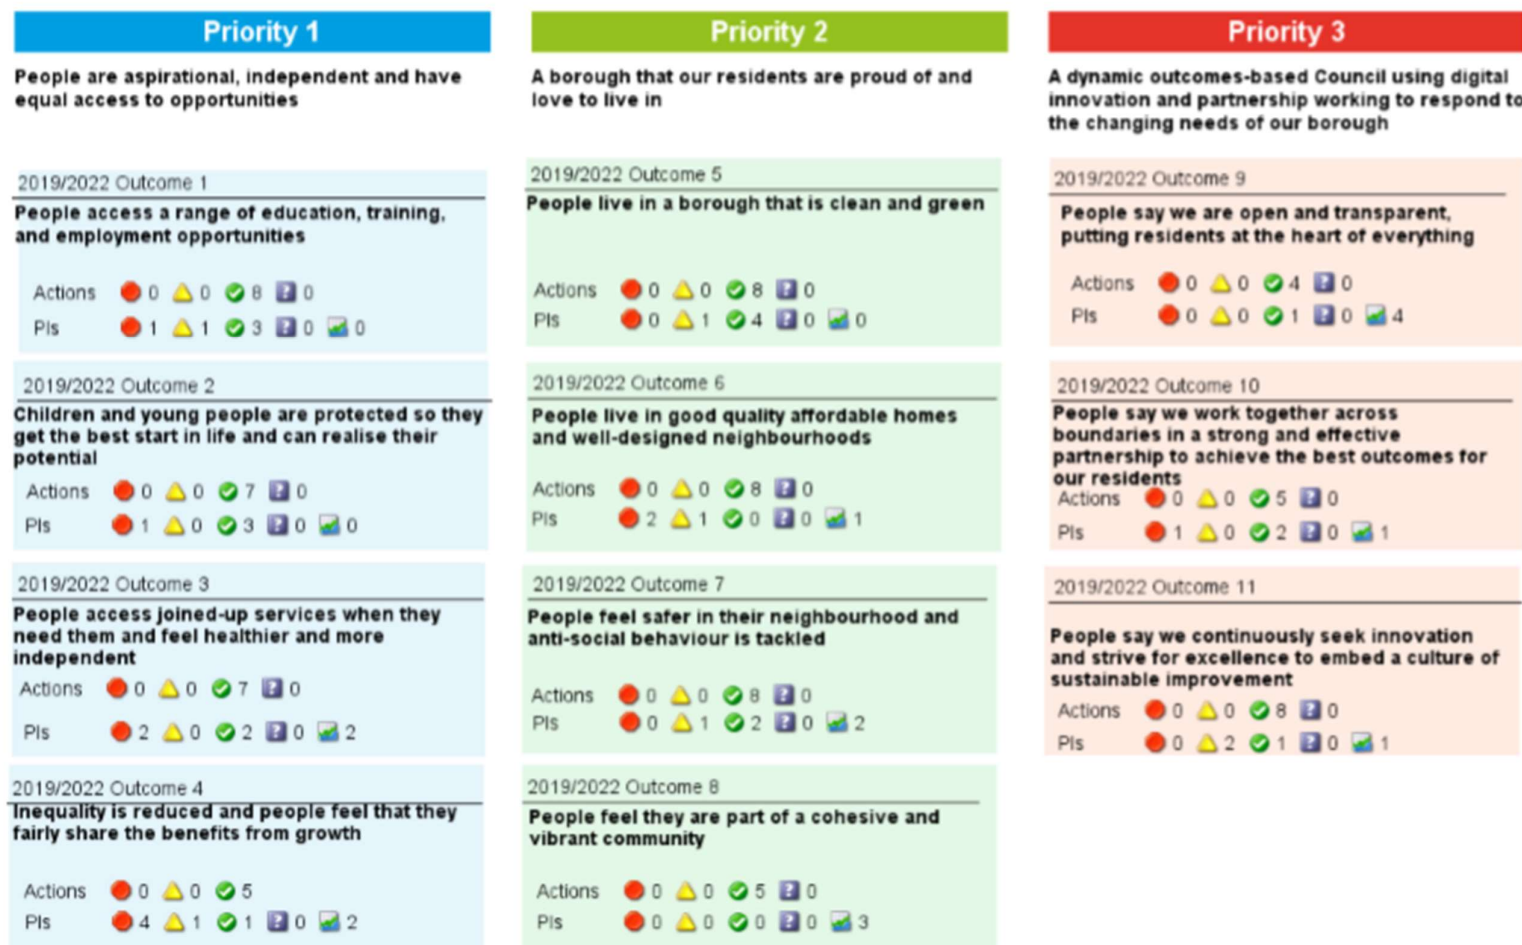 Priority 1
People are aspirational, independent and have
equal access to opportunities
2019/2022 Outcome 1
People access a range of education, training,
and employment opportunities
Actions 0 0 8 ? 0
PIs 1 1 3 ? 0 0
2019/2022 Outcome 2
Children and young people are protected so they
get the best start in life and can realise their
potential
Actions 0 0 7 ? 0
PIs 1 0 3 ? 0 0
2019/2022 Outcome 3
People access joined-up services when they
need them and feel healthier and more
independent
Actions 0 0 7 ? 0
PIs 2 0 2 ? 0 2
2019/2022 Outcome 4
Inequality is reduced and people feel that they
fairly share the benefits from growth
Actions 0 0 5
PIs 4 1 1 ? 0 2
Priority 2
A borough that our residents are proud of and
love to live in
2019/2022 Outcome 5
People live in a borough that is clean and green
Actions 0 0 8 ? 0
PIs 0 1 4 ? 0 0
2019/2022 Outcome 6
People live in good quality affordable homes
and well-designed neighbourhoods
Actions 0 0 8 ? 0
PIs 2 1 0 ? 0 1
2019/2022 Outcome 7
People feel safer in their neighbourhood and
anti-social behaviour is tackled
Actions 0 0 8 ? 0
PIs 0 1 2 ? 0 2
2019/2022 Outcome 8
People feel they are part of a cohesive and
vibrant community
Actions 0 0 5 ? 0
PIs 0 0 0 ? 0 3
Priority 3
A dynamic outcomes-based Council using digital
innovation and partnership working to respond to
the changing needs of our borough
2019/2022 Outcome 9
People say we are open and transparent,
putting residents at the heart of everything
Actions 0 0 4 ? 0
PIs 0 0 1 ? 0 4
2019/2022 Outcome 10
People say we work together across
boundaries in a strong and effective
partnership to achieve the best outcomes for
our residents
Actions 0 0 5 ? 0
PIs 1 0 2 ? 0 1
2019/2022 Outcome 11
People say we continuously seek innovation
and strive for excellence to embed a culture of
sustainable improvement
Actions 0 0 8 ? 0
PIs 0 2 1 ? 0 1